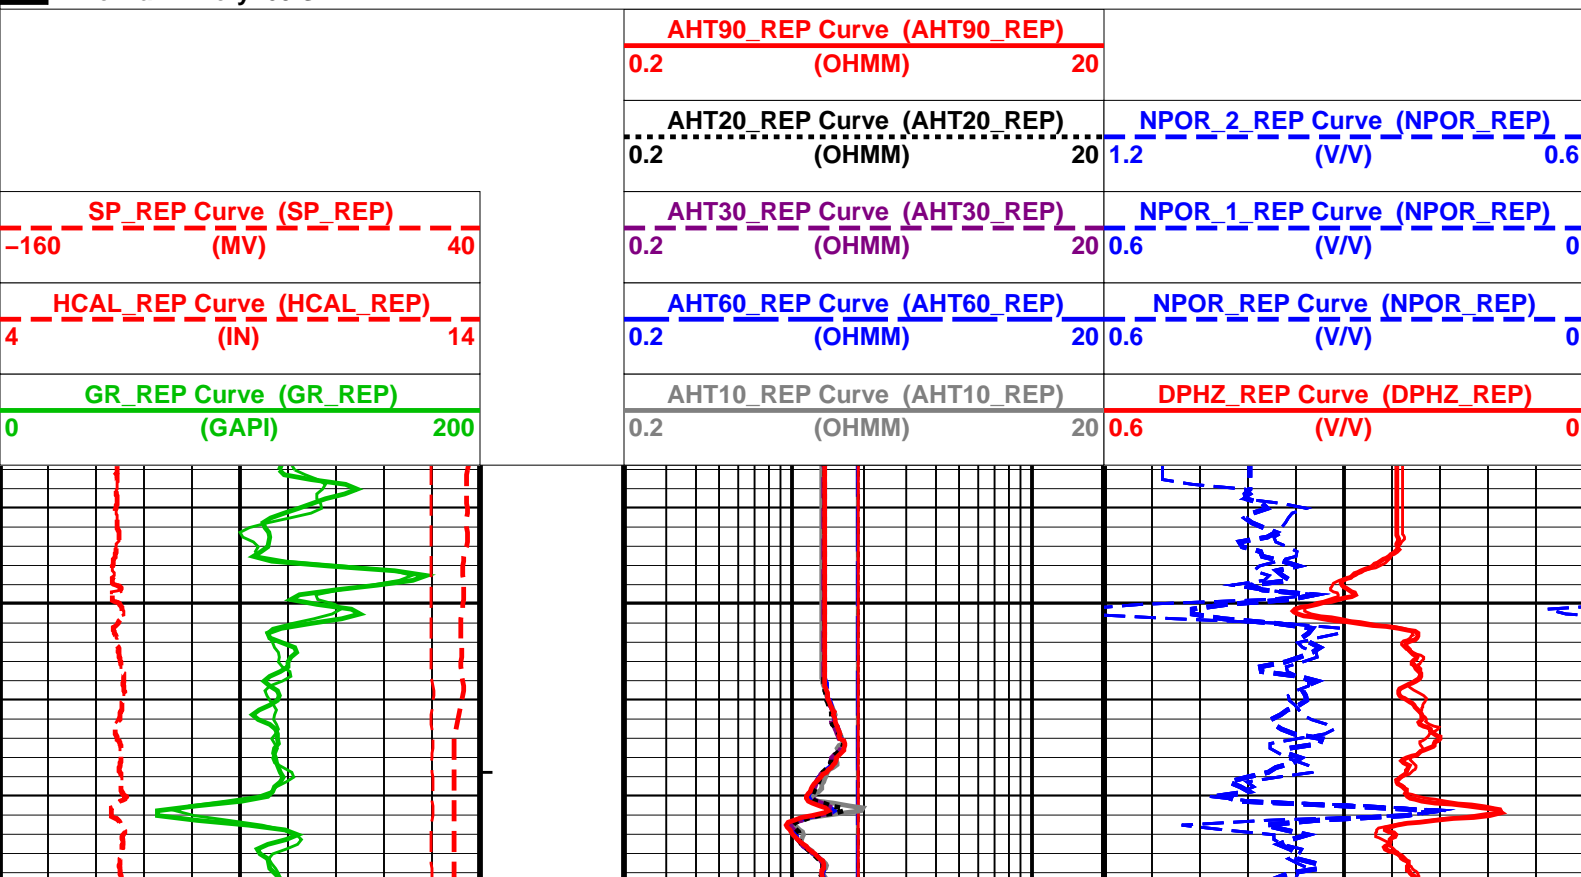 AHT90_REP Curve (AHT90_REP)
0.2 (OHMM) 20
AHT20_REP Curve (AHT20_REP)
0.2 (OHMM) 20
NPOR_2_REP Curve (NPOR_REP)
1.2 (V/V) 0.6
SP_REP Curve (SP_REP)
−160 (MV) 40
AHT30_REP Curve (AHT30_REP)
0.2 (OHMM) 20
NPOR_1_REP Curve (NPOR_REP)
0.6 (V/V) 0
HCAL_REP Curve (HCAL_REP)
4 (IN) 14
AHT60_REP Curve (AHT60_REP)
0.2 (OHMM) 20
NPOR_REP Curve (NPOR_REP)
0.6 (V/V) 0
GR_REP Curve (GR_REP)
0 (GAPI) 200
AHT10_REP Curve (AHT10_REP)
0.2 (OHMM) 20
DPHZ_REP Curve (DPHZ_REP)
0.6 (V/V) 0